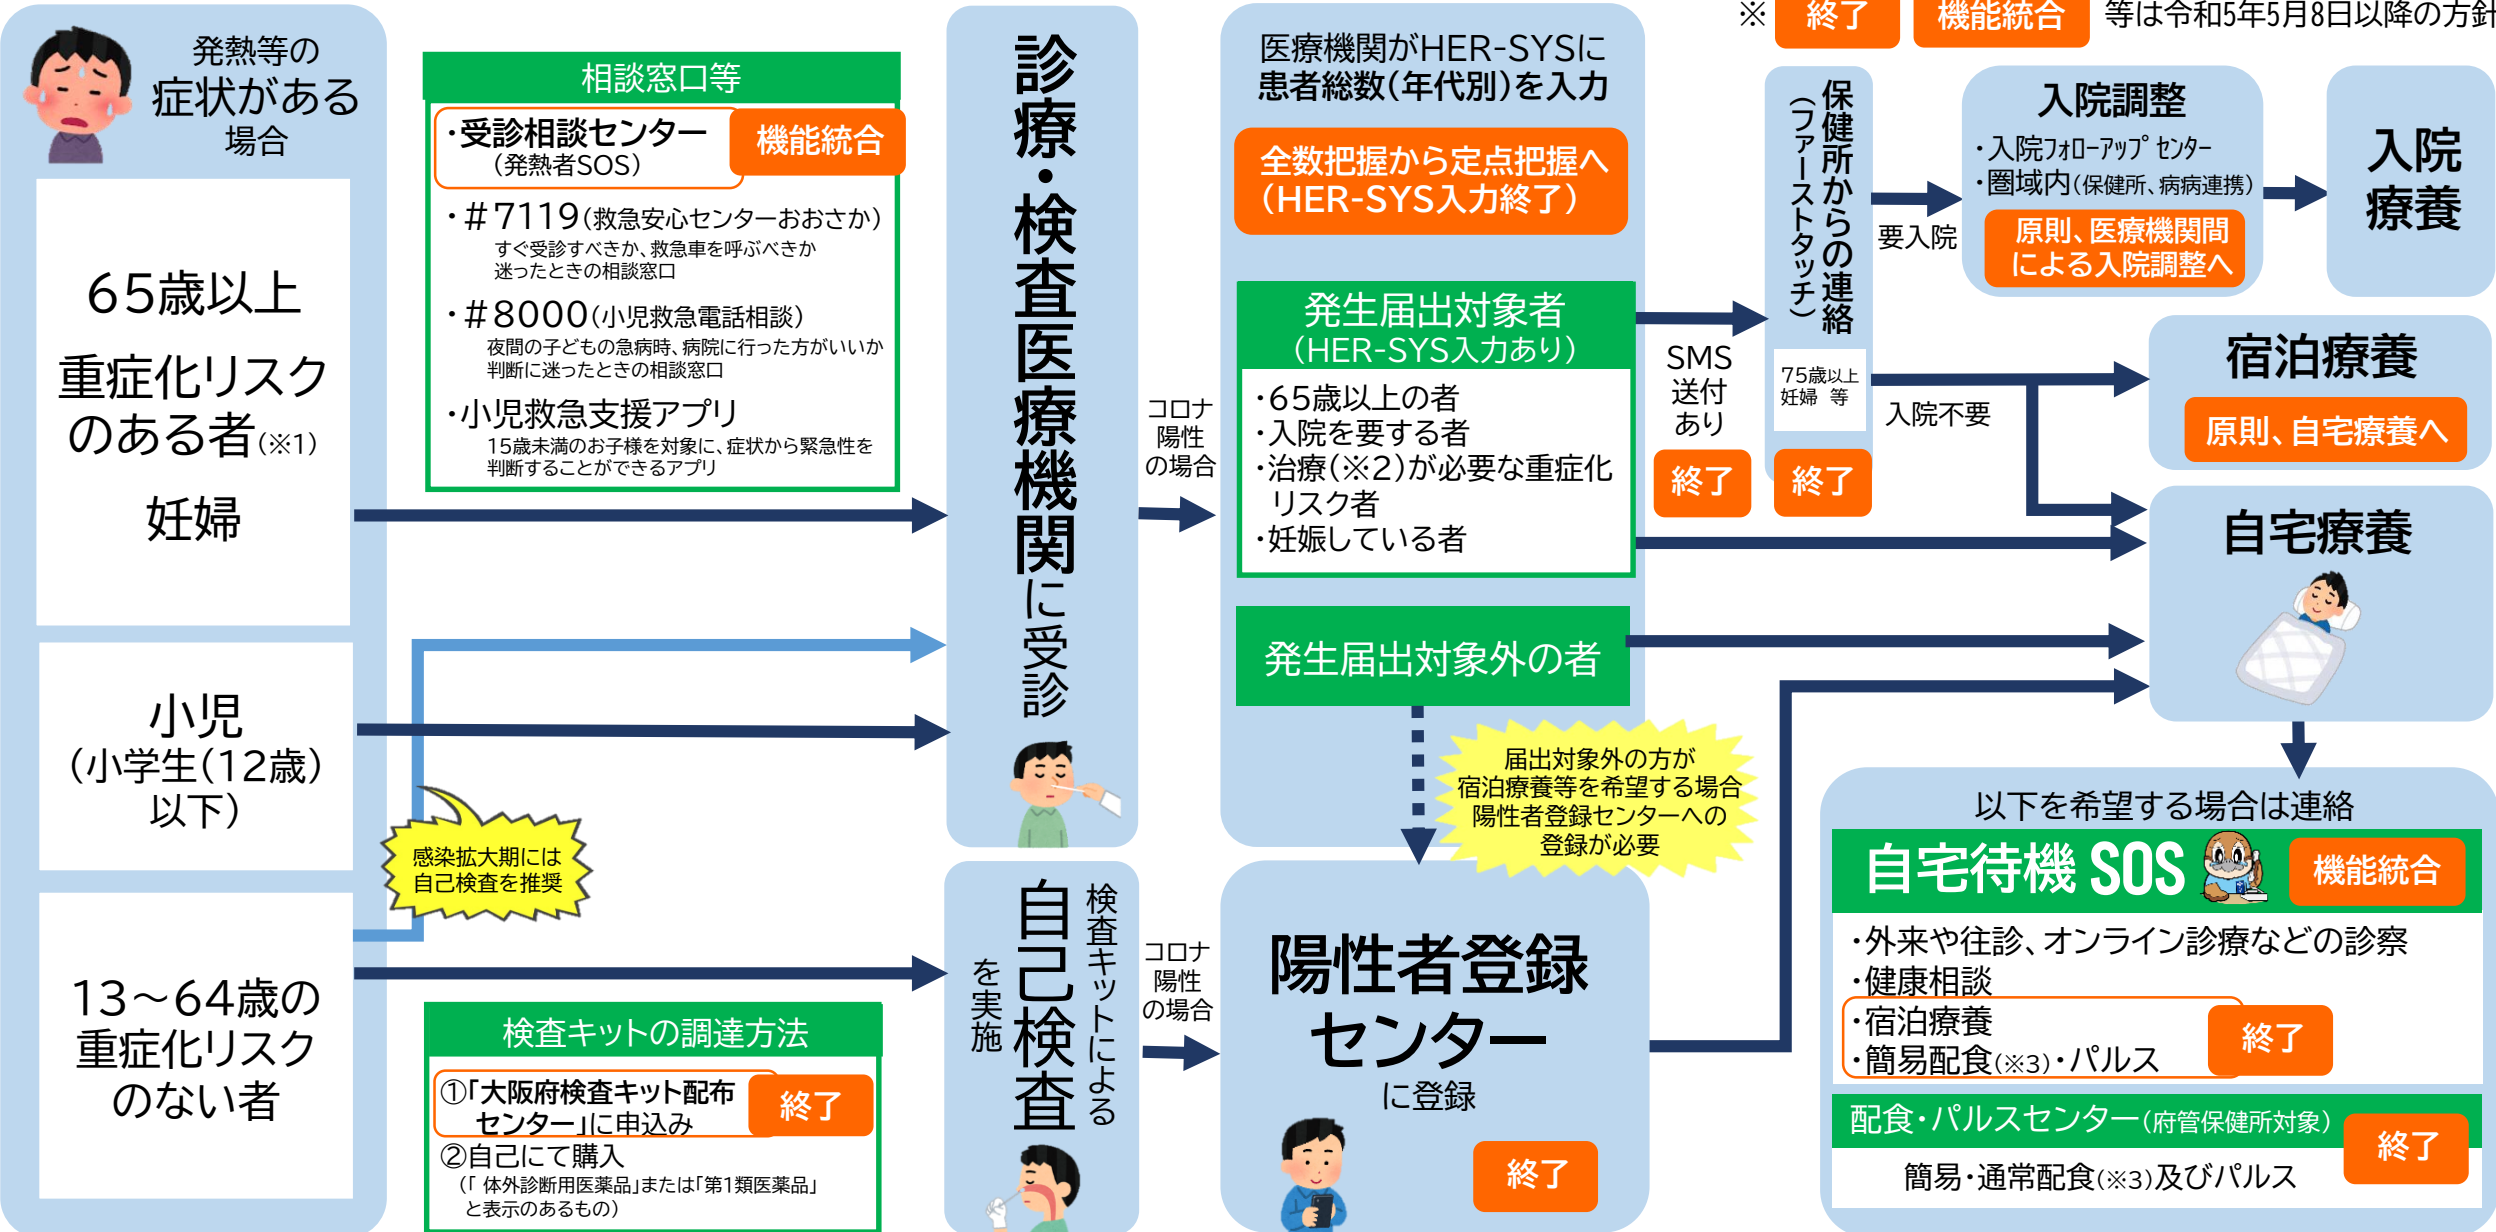 ※ 終了 機能統合 等は令和5年5月8日以降の方針
発熱等の
症状がある
場合
65歳以上
重症化リスク
のある者(※1)
妊婦
小児
(小学生(12歳)
以下)
13～64歳の
重症化リスク
のない者
相談窓口等
・受診相談センター
(発熱者SOS)
機能統合
・＃7119(救急安心センターおおさか)
すぐ受診すべきか、救急車を呼ぶべきか
迷ったときの相談窓口
・＃8000(小児救急電話相談)
夜間の子どもの急病時、病院に行った方がいいか
判断に迷ったときの相談窓口
・小児救急支援アプリ
15歳未満のお子様を対象に、症状から緊急性を
判断することができるアプリ
感染拡大期には
自己検査を推奨
検査キットの調達方法
①「大阪府検査キット配布
センター」に申込み
終了
②自己にて購入
(「 体外診断用医薬品」または「第1類医薬品」
と表示のあるもの)
診療・検査医療機関に受診
検査キットによる
自己検査
を実施
コロナ
陽性
の場合
コロナ
陽性
の場合
医療機関がHER-SYSに
患者総数(年代別)を入力
全数把握から定点把握へ
(HER-SYS入力終了)
発生届出対象者
(HER-SYS入力あり)
・65歳以上の者
・入院を要する者
・治療(※2)が必要な重症化
リスク者
・妊娠している者
発生届出対象外の者
届出対象外の方が
宿泊療養等を希望する場合
陽性者登録センターへの
登録が必要
陽性者登録
センター
に登録
終了
SMS
送付
あり
終了
保健所からの連絡
(ファーストタッチ)
75歳以上
妊婦 等
終了
要入院
入院不要
入院調整
・入院フォローアップセンター
・圏域内(保健所、病病連携)
原則、医療機関間
による入院調整へ
入院
療養
宿泊療養
原則、自宅療養へ
自宅療養
以下を希望する場合は連絡
自宅待機 SOS
機能統合
・外来や往診、オンライン診療などの診察
・健康相談
・宿泊療養
・簡易配食(※3)・パルス
終了
配食・パルスセンター(府管保健所対象)
終了
簡易・通常配食(※3)及びパルス